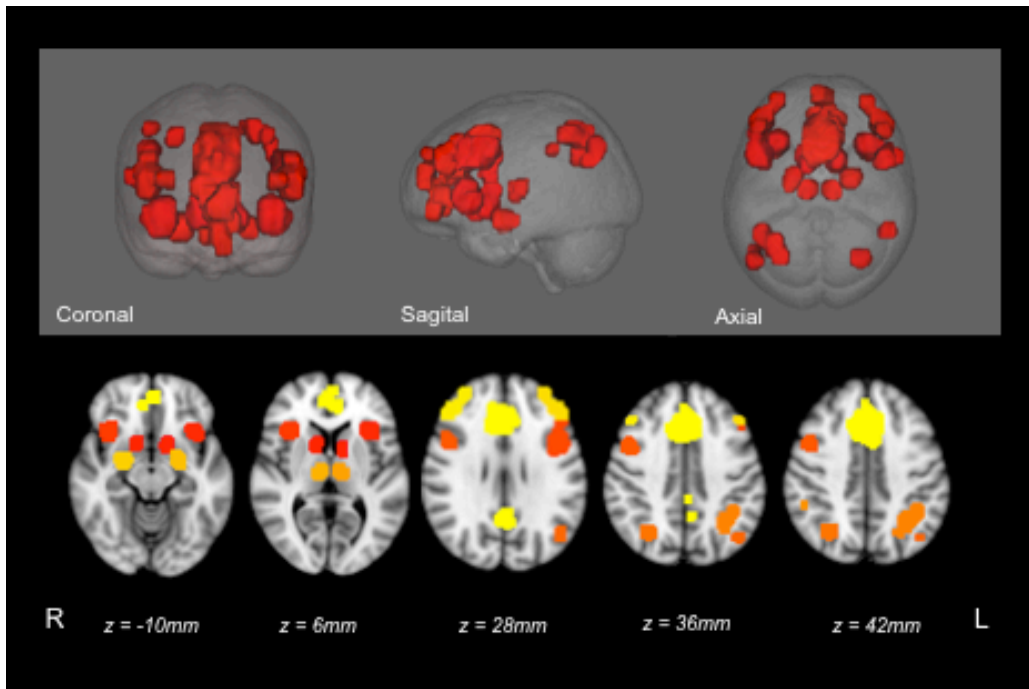 Coronal
Sagital
Axial
R
z = -10mm
z = 6mm
z = 28mm
z = 36mm
z = 42mm
L